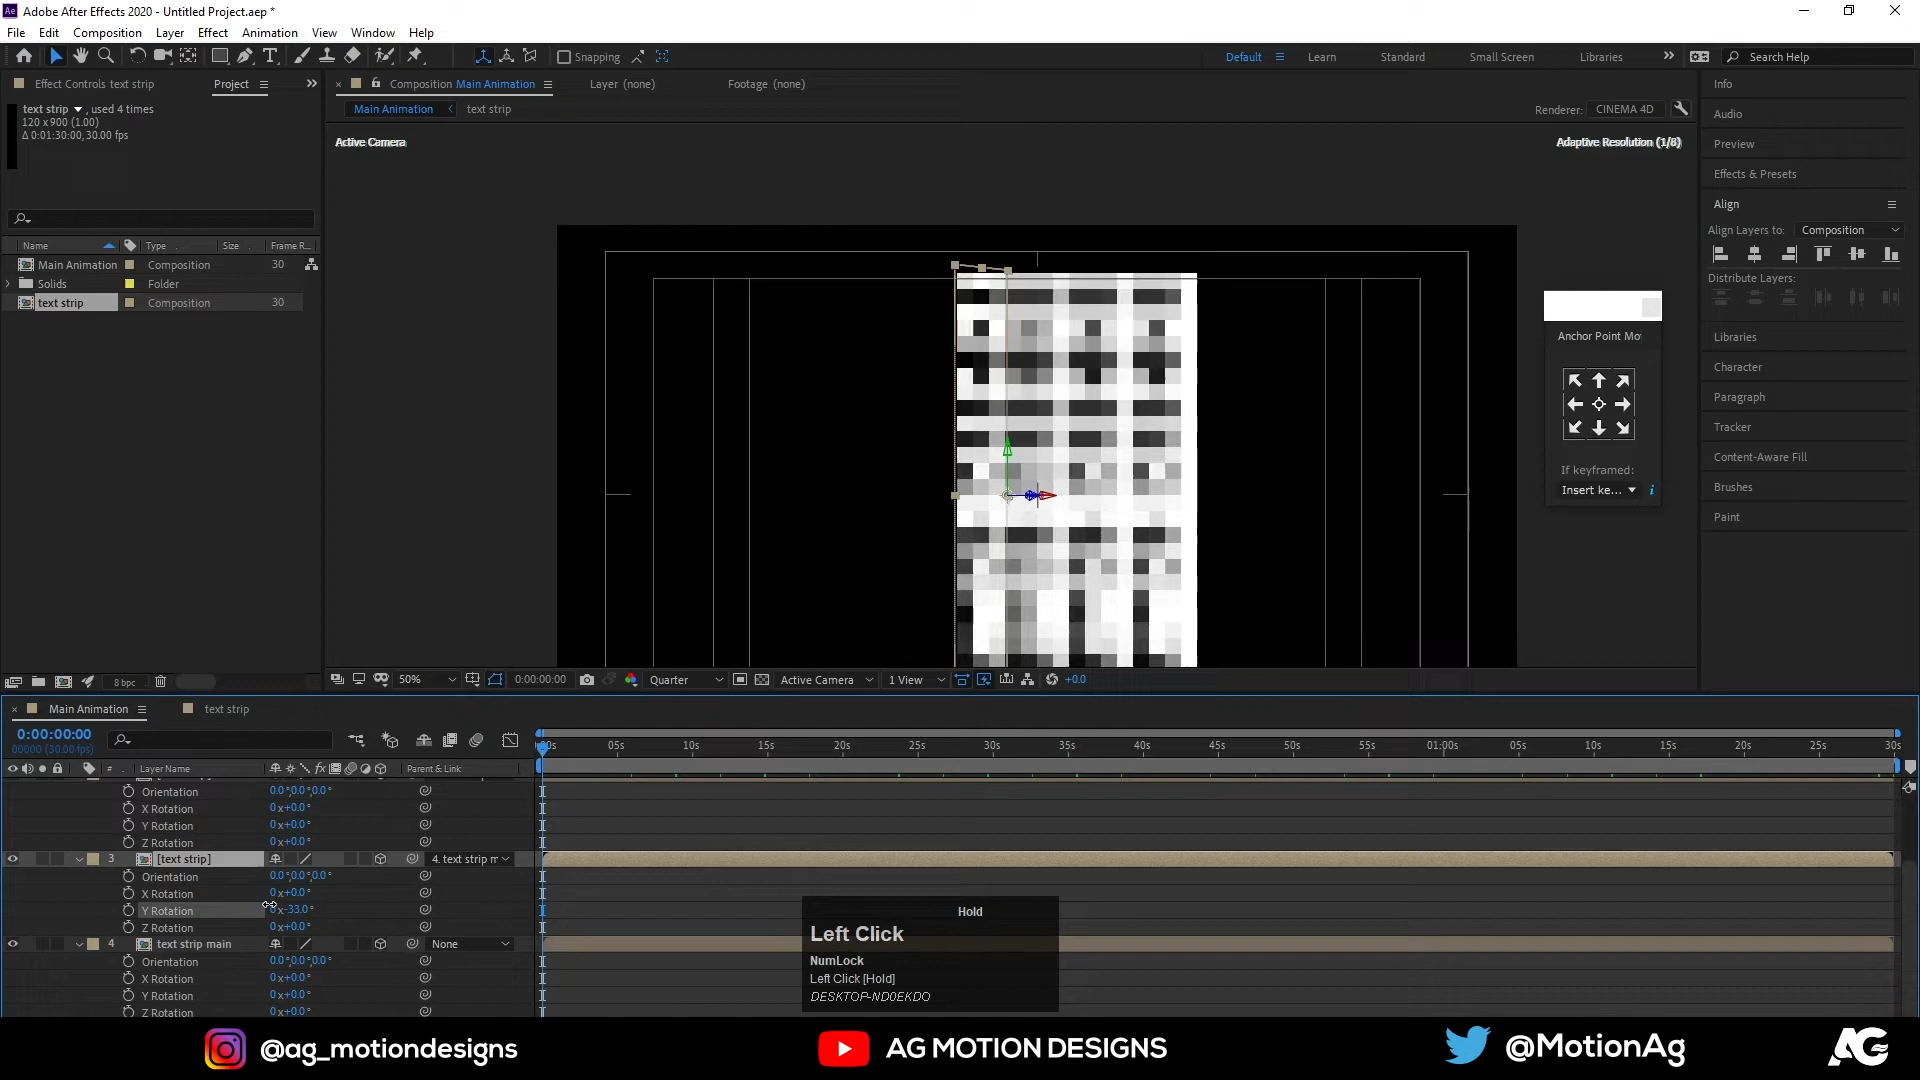 Adobe After Effects 2020 - Untitled Project.aep *
File Edit Composition Layer Effect Animation View Window Help
Snapping
Default Learn Standard Small Screen Libraries Search Help
Effect Controls text strip Project
Composition Main Animation Layer (none) Footage (none)
Main Animation text strip
Renderer: CINEMA 4D
text strip , used 4 times
120 x 900 (1.00)
Δ 0:01:30:00, 30.00 fps
Active Camera
Adaptive Resolution (1/8)
Name Type Size Frame R...
Main Animation Composition 30
Solids Folder
text strip Composition 30
Info
Audio
Preview
Effects & Presets
Align
Align Layers to: Composition
Distribute Layers:
Libraries
Character
Paragraph
Tracker
Content-Aware Fill
Brushes
Paint
Anchor Point Mo
If keyframed:
Insert ke...
8 bpc
50% 0:00:00:00 Quarter Active Camera 1 View +0.0
Main Animation text strip
0:00:00:00
00000 (30.00 fps)
05s 10s 15s 20s 25s 30s 35s 40s 45s 50s 55s 01:00s 05s 10s 15s 20s 25s 30s
# Layer Name Parent & Link
Orientation 0.0°,0.0°,0.0°
X Rotation 0x+0.0°
Y Rotation 0x+0.0°
Z Rotation 0x+0.0°
3 [text strip] 4. text strip m
Orientation 0.0°,0.0°,0.0°
X Rotation 0x+0.0°
Y Rotation 0x-33.0°
Z Rotation 0x+0.0°
4 text strip main None
Orientation 0.0°,0.0°,0.0°
X Rotation 0x+0.0°
Y Rotation 0x+0.0°
Z Rotation 0x+0.0°
Hold
Left Click
NumLock
Left Click [Hold]
DESKTOP-ND0EKDO
@ag_motiondesigns
AG MOTION DESIGNS
@MotionAg
AG